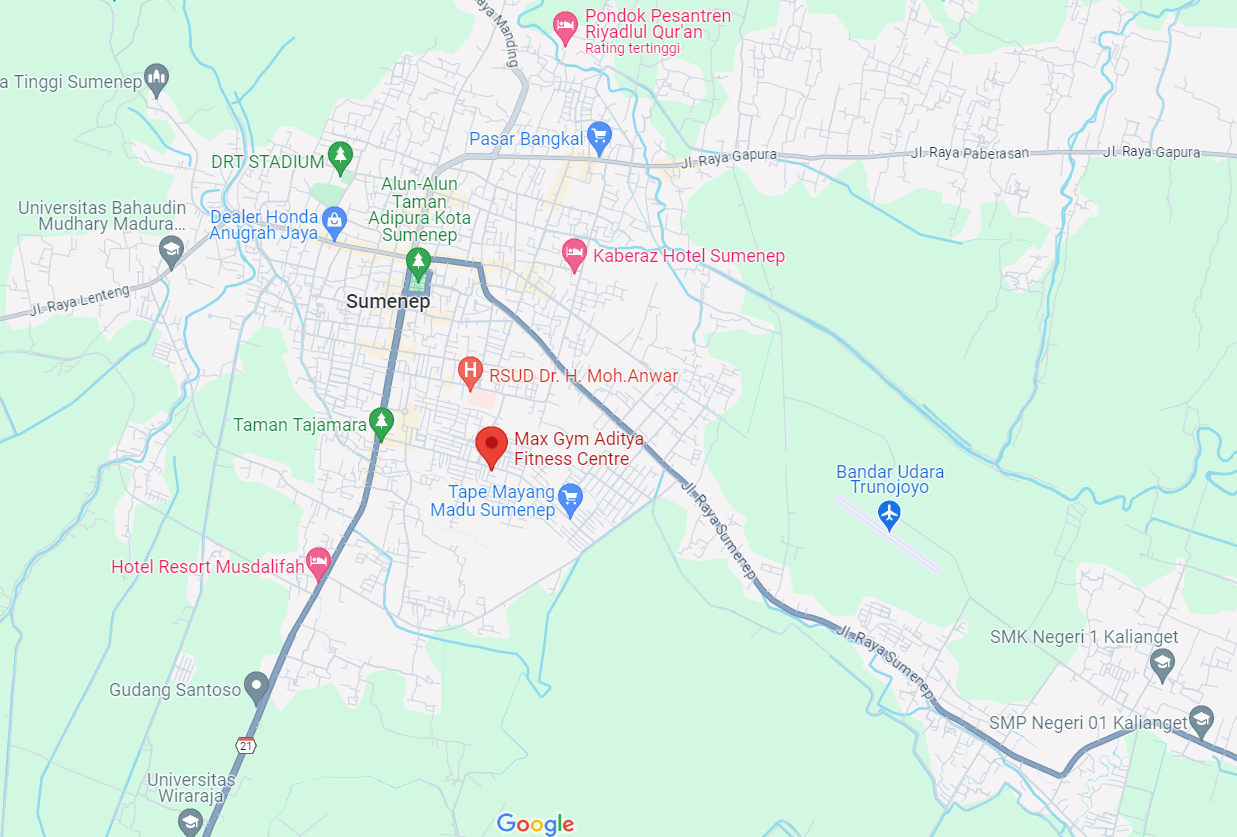 Pondok Pesantren
Riyadlul Qur'an
Rating tertinggi
aya Manding
a Tinggi Sumenep
Pasar Bangkal
DRT STADIUM
Jl. Raya Gapura
Jl. Raya Paberasan
Jl. Raya Gapura
Alun-Alun
Taman
Adipura Kota
Sumenep
Universitas Bahaudin
Mudhary Madura...
Dealer Honda
Anugrah Jaya
Kaberaz Hotel Sumenep
Jl. Raya Lenteng
Sumenep
H
RSUD Dr. H. Moh.Anwar
Taman Tajamara
Max Gym Aditya
Fitness Centre
Tape Mayang
Madu Sumenep
Bandar Udara
Trunojoyo
Jl. Raya Sumenep
Hotel Resort Musdalifah
Jl. Raya Sumenep
SMK Negeri 1 Kalianget
Gudang Santoso
SMP Negeri 01 Kalianget
21
Universitas
Wiraraja
Google